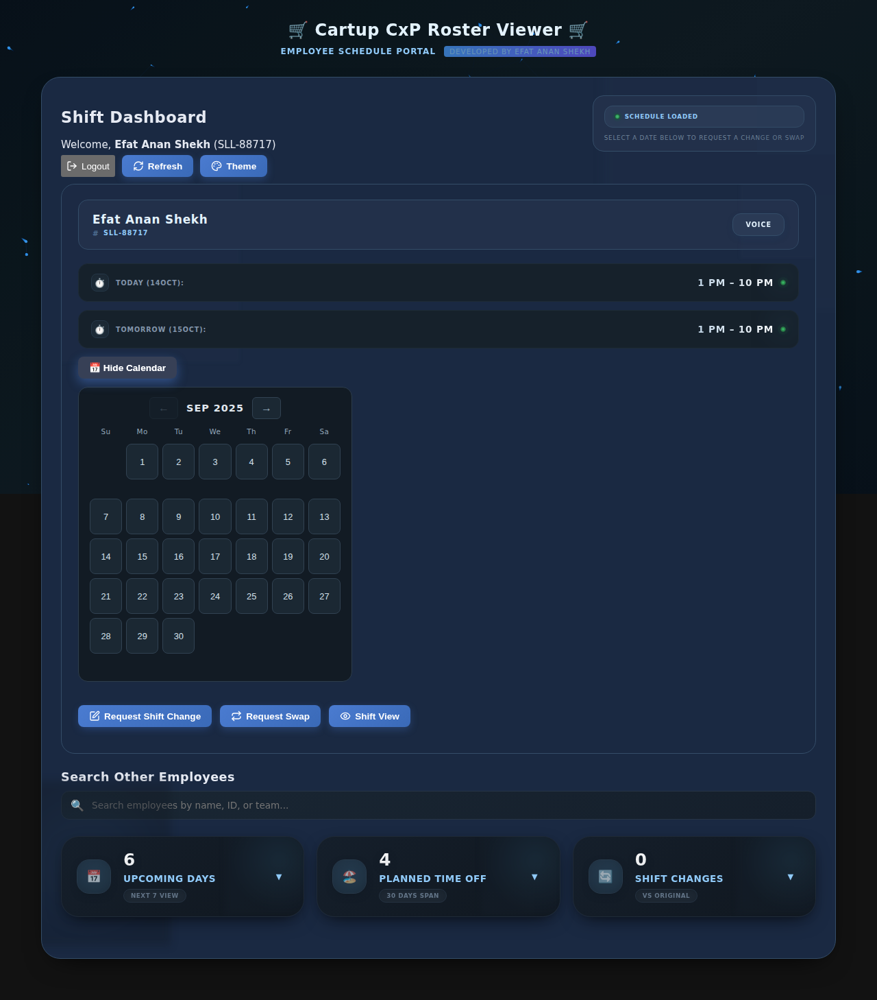 🛒 Cartup CxP Roster Viewer 🛒
EMPLOYEE SCHEDULE PORTAL DEVELOPED BY EFAT ANAN SHEKH
Shift Dashboard
SCHEDULE LOADED
SELECT A DATE BELOW TO REQUEST A CHANGE OR SWAP
Welcome, Efat Anan Shekh (SLL-88717)
Logout Refresh Theme
Efat Anan Shekh
# SLL-88717
VOICE
TODAY (14OCT): 1 PM – 10 PM
TOMORROW (15OCT): 1 PM – 10 PM
📅 Hide Calendar
← SEP 2025 →
Su Mo Tu We Th Fr Sa
1 2 3 4 5 6
7 8 9 10 11 12 13
14 15 16 17 18 19 20
21 22 23 24 25 26 27
28 29 30
Request Shift Change Request Swap Shift View
Search Other Employees
🔍 Search employees by name, ID, or team...
6
UPCOMING DAYS
NEXT 7 VIEW
4
PLANNED TIME OFF
30 DAYS SPAN
0
SHIFT CHANGES
VS ORIGINAL